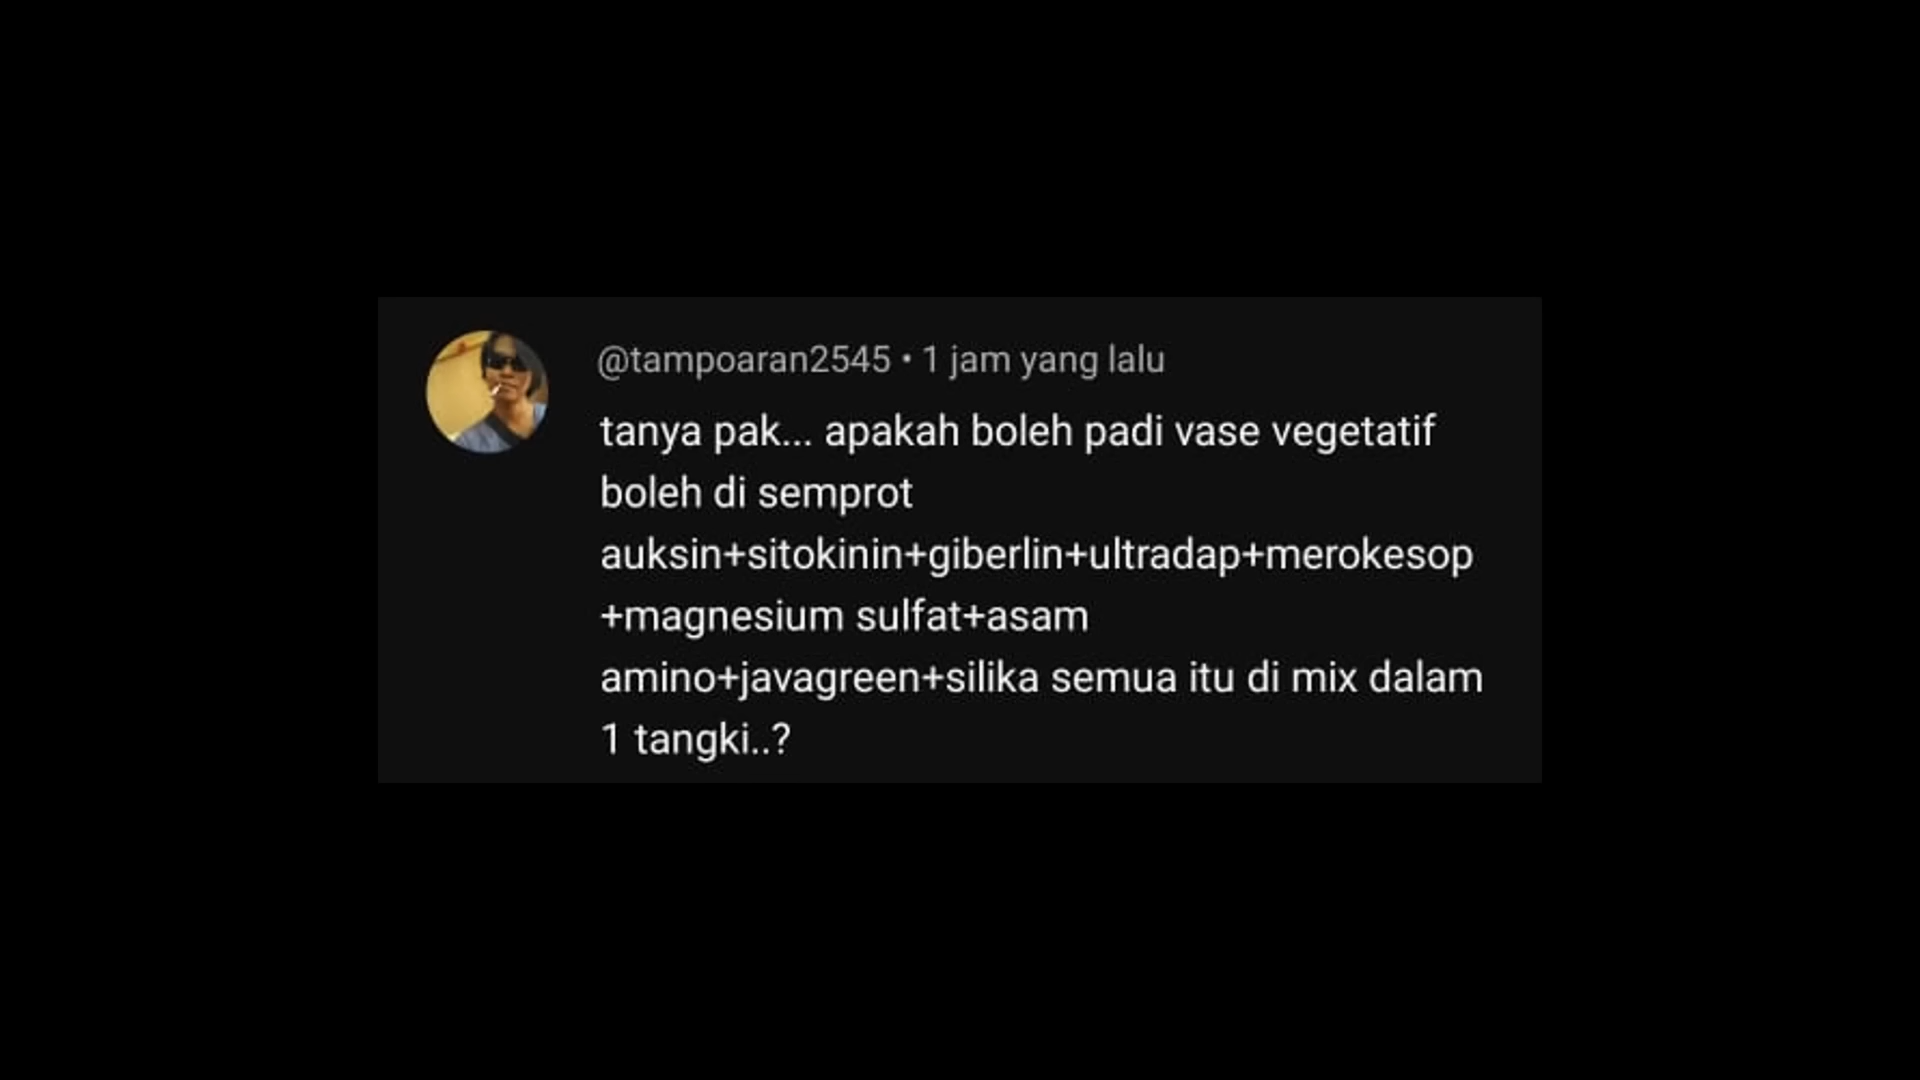 @tampoaran2545 • 1 jam yang lalu
tanya pak... apakah boleh padi vase vegetatif
boleh di semprot
auksin+sitokinin+giberlin+ultradap+merokesop
+magnesium sulfat+asam
amino+javagreen+silika semua itu di mix dalam
1 tangki..?